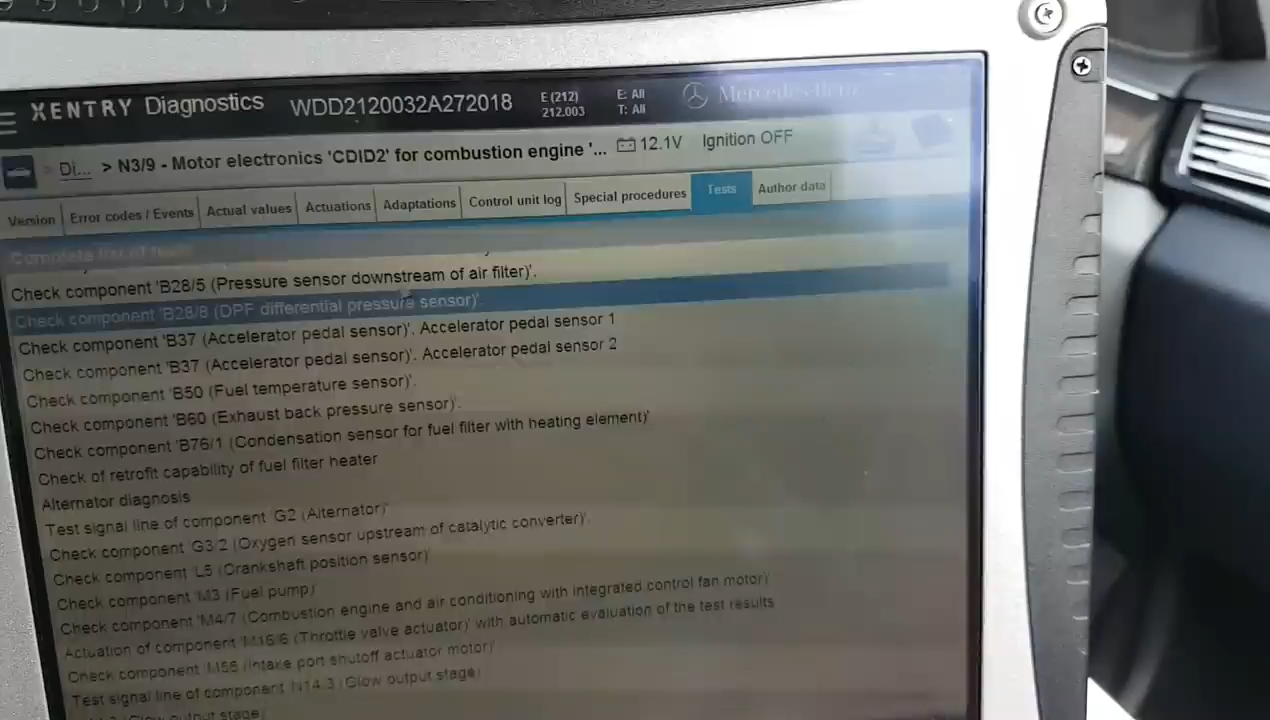 XENTRY Diagnostics WDD2120032A272018 E (212) 212.003 E: All T: All Mercedes-Benz
Di... > N3/9 - Motor electronics 'CDID2' for combustion engine '... 12.1V Ignition OFF
Version Error codes / Events Actual values Actuations Adaptations Control unit log Special procedures Tests Author data
Complete list of
Check component 'B28/5 (Pressure sensor downstream of air filter)'.
Check component 'B28/8 (DPF differential pressure sensor)'.
Check component 'B37 (Accelerator pedal sensor)'. Accelerator pedal sensor 1
Check component 'B37 (Accelerator pedal sensor)'. Accelerator pedal sensor 2
Check component 'B50 (Fuel temperature sensor)'.
Check component 'B60 (Exhaust back pressure sensor)'.
Check component 'B76/1 (Condensation sensor for fuel filter with heating element)'
Check of retrofit capability of fuel filter heater
Alternator diagnosis
Test signal line of component 'G2 (Alternator)'
Check component 'G3/2 (Oxygen sensor upstream of catalytic converter)'.
Check component 'L5 (Crankshaft position sensor)'
Check component 'M3 (Fuel pump)'
Check component 'M4/7 (Combustion engine and air conditioning with integrated control fan motor)'
Actuation of component 'M16/6 (Throttle valve actuator)' with automatic evaluation of the test results
Check component 'M55 (Intake port shutoff actuator motor)'
Test signal line of component 'N14/3 (Glow output stage)'
(Glow output stage)